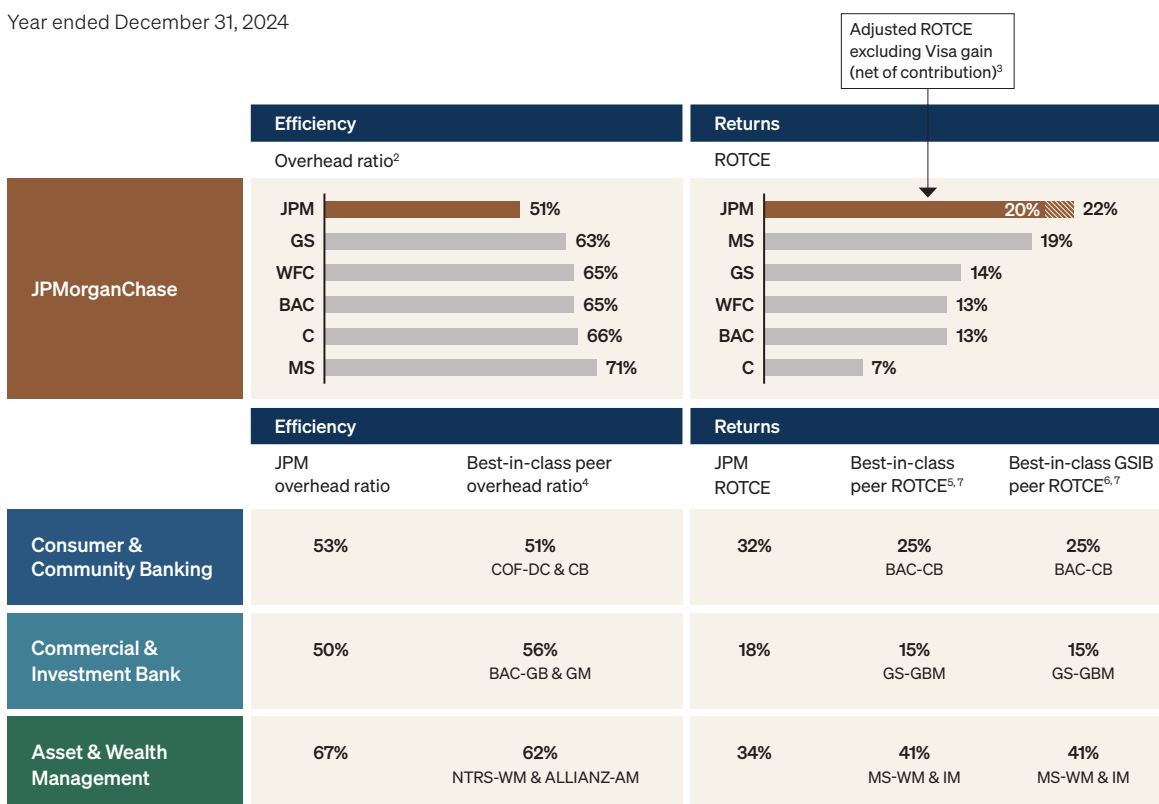 Year ended December 31, 2024
Adjusted ROTCE
excluding Visa gain
(net of contribution)³
Efficiency
Returns
Overhead ratio²
ROTCE
JPMorganChase
JPM 51%
GS 63%
WFC 65%
BAC 65%
C 66%
MS 71%
JPM 20% 22%
MS 19%
GS 14%
WFC 13%
BAC 13%
C 7%
Efficiency
Returns
JPM
overhead ratio
Best-in-class peer
overhead ratio⁴
JPM
ROTCE
Best-in-class
peer ROTCE⁵,⁷
Best-in-class GSIB
peer ROTCE⁶,⁷
Consumer &
Community Banking
53%
51%
COF-DC & CB
32%
25%
BAC-CB
25%
BAC-CB
Commercial &
Investment Bank
50%
56%
BAC-GB & GM
18%
15%
GS-GBM
15%
GS-GBM
Asset & Wealth
Management
67%
62%
NTRS-WM & ALLIANZ-AM
34%
41%
MS-WM & IM
41%
MS-WM & IM